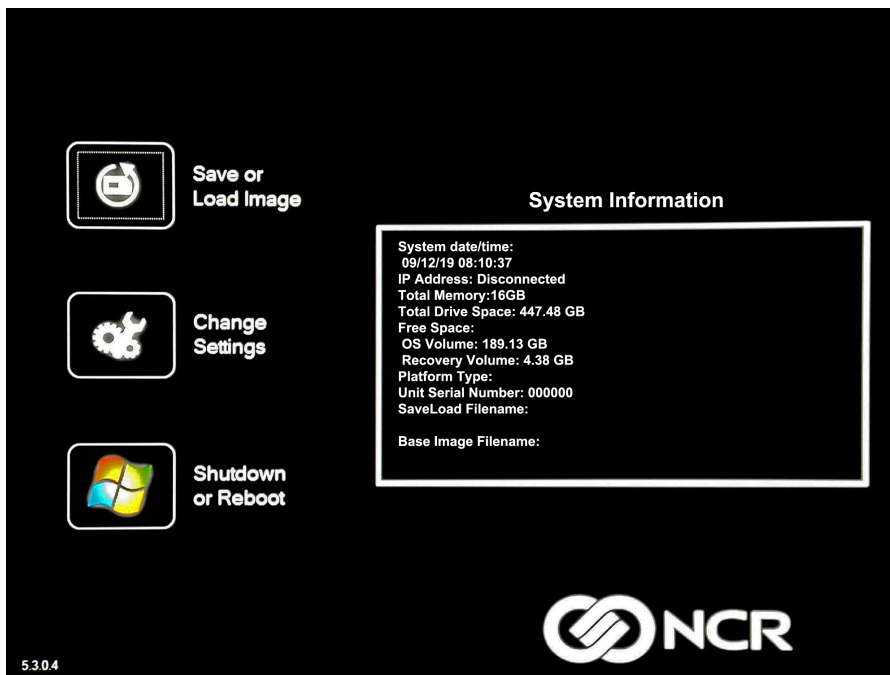 Save or
Load Image
Change
Settings
Shutdown
or Reboot
System Information
System date/time:
09/12/19 08:10:37
IP Address: Disconnected
Total Memory:16GB
Total Drive Space: 447.48 GB
Free Space:
OS Volume: 189.13 GB
Recovery Volume: 4.38 GB
Platform Type:
Unit Serial Number: 000000
SaveLoad Filename:
Base Image Filename:
NCR
5.3.0.4